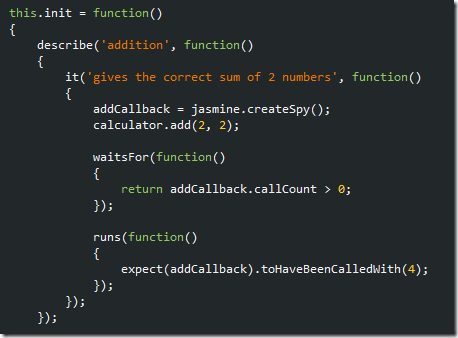 this.init = function()
{
    describe('addition', function()
    {
        it('gives the correct sum of 2 numbers', function()
        {
            addCallback = jasmine.createSpy();
            calculator.add(2, 2);

            waitsFor(function()
            {
                return addCallback.callCount > 0;
            });

            runs(function()
            {
                expect(addCallback).toHaveBeenCalledWith(4);
            });
        });
    });